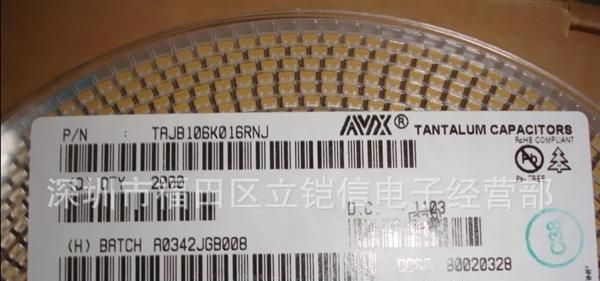 P/N : TAJB106K016RNJ
AVX® TANTALUM CAPACITORS
RoHS COMPLIANT
Pb-FREE
QTY 2000
深圳市福田区立铠信电子经营部
D.C. 1103
(H) BATCH A0342JGB008
80020328
C38